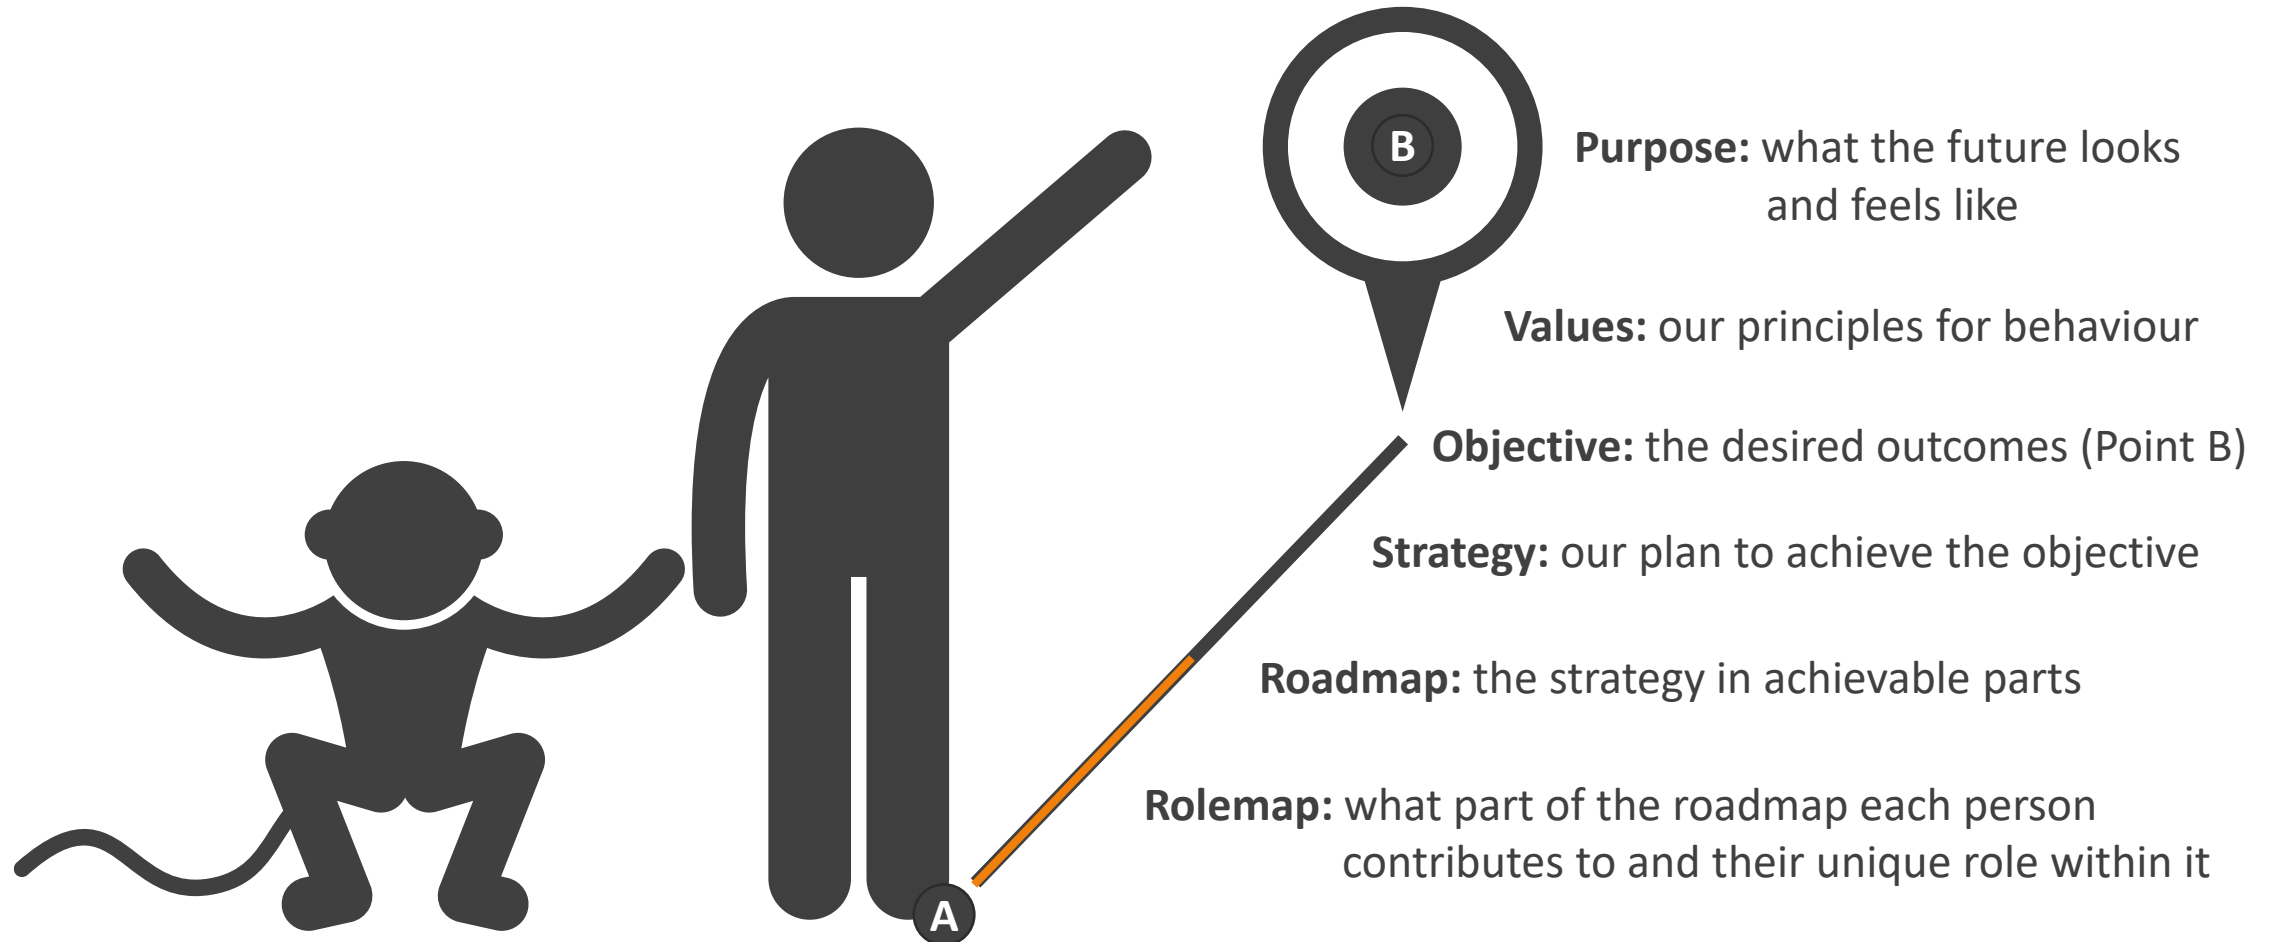 B
Purpose: what the future looks
and feels like
Values: our principles for behaviour
Objective: the desired outcomes (Point B)
Strategy: our plan to achieve the objective
Roadmap: the strategy in achievable parts
Rolemap: what part of the roadmap each person
contributes to and their unique role within it
A